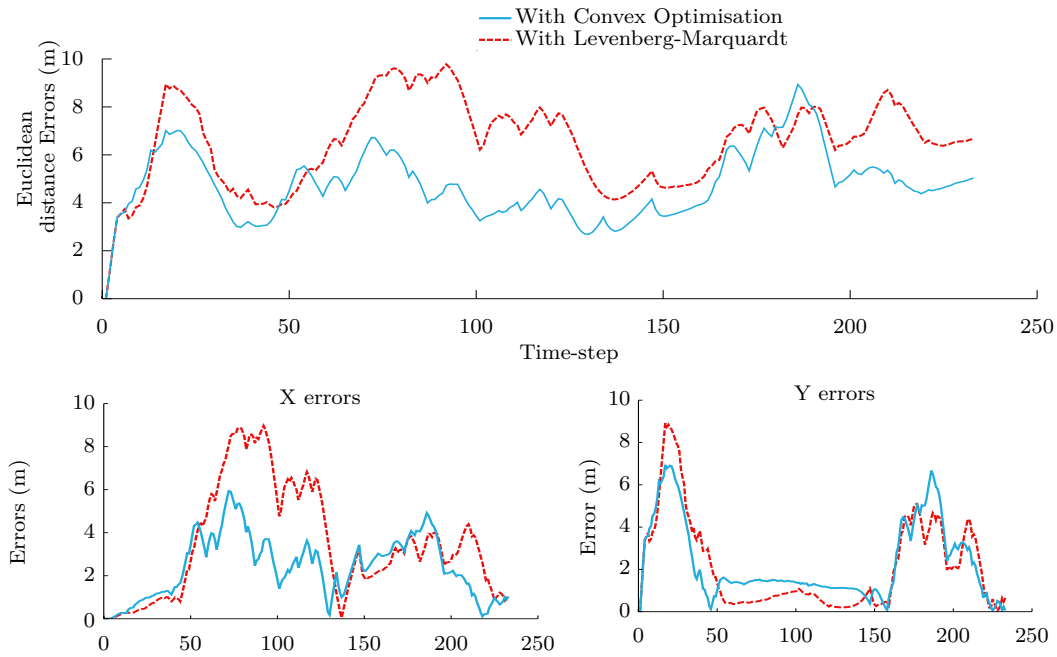 With Convex Optimisation
With Levenberg-Marquardt
Euclidean
distance Errors (m)
10
8
6
4
2
0
0 50 100 150 200 250
Time-step
X errors
Errors (m)
10
8
6
4
2
0
0 50 100 150 200 250
Y errors
Error (m)
10
8
6
4
2
0
0 50 100 150 200 250